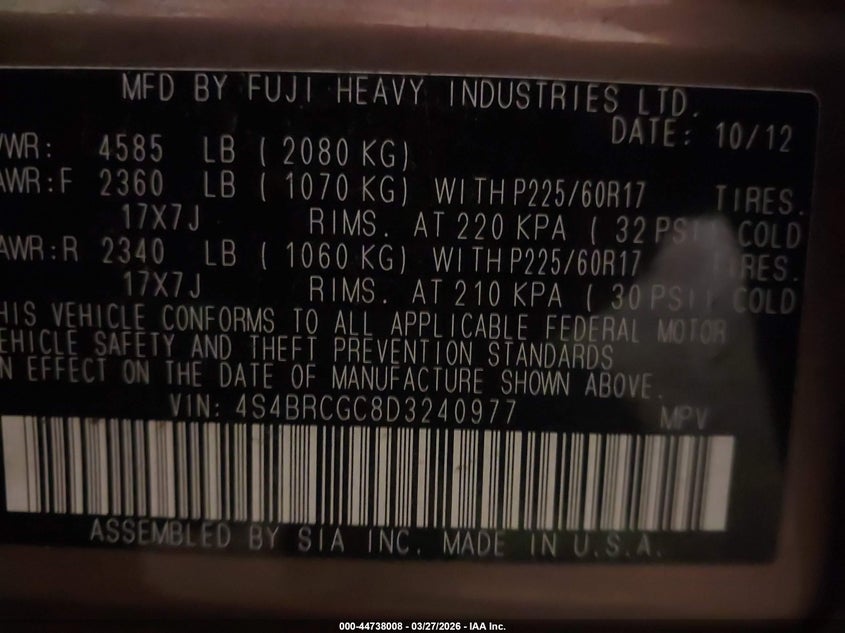 MFD BY FUJI HEAVY INDUSTRIES LTD.
DATE: 10/12
VWR: 4585 LB ( 2080 KG)
AWR:F 2360 LB ( 1070 KG) WITH P225/60R17 TIRES.
17X7J RIMS. AT 220 KPA ( 32 PSI) COLD
AWR:R 2340 LB ( 1060 KG) WITH P225/60R17 TIRES.
17X7J RIMS. AT 210 KPA ( 30 PSI) COLD
HIS VEHICLE CONFORMS TO ALL APPLICABLE FEDERAL MOTOR
EHICLE SAFETY AND THEFT PREVENTION STANDARDS
N EFFECT ON THE DATE OF MANUFACTURE SHOWN ABOVE.
VIN: 4S4BRCGC8D3240977 MPV
ASSEMBLED BY SIA INC. MADE IN U.S.A.
000-44738008 - 03/27/2026 - IAA Inc.